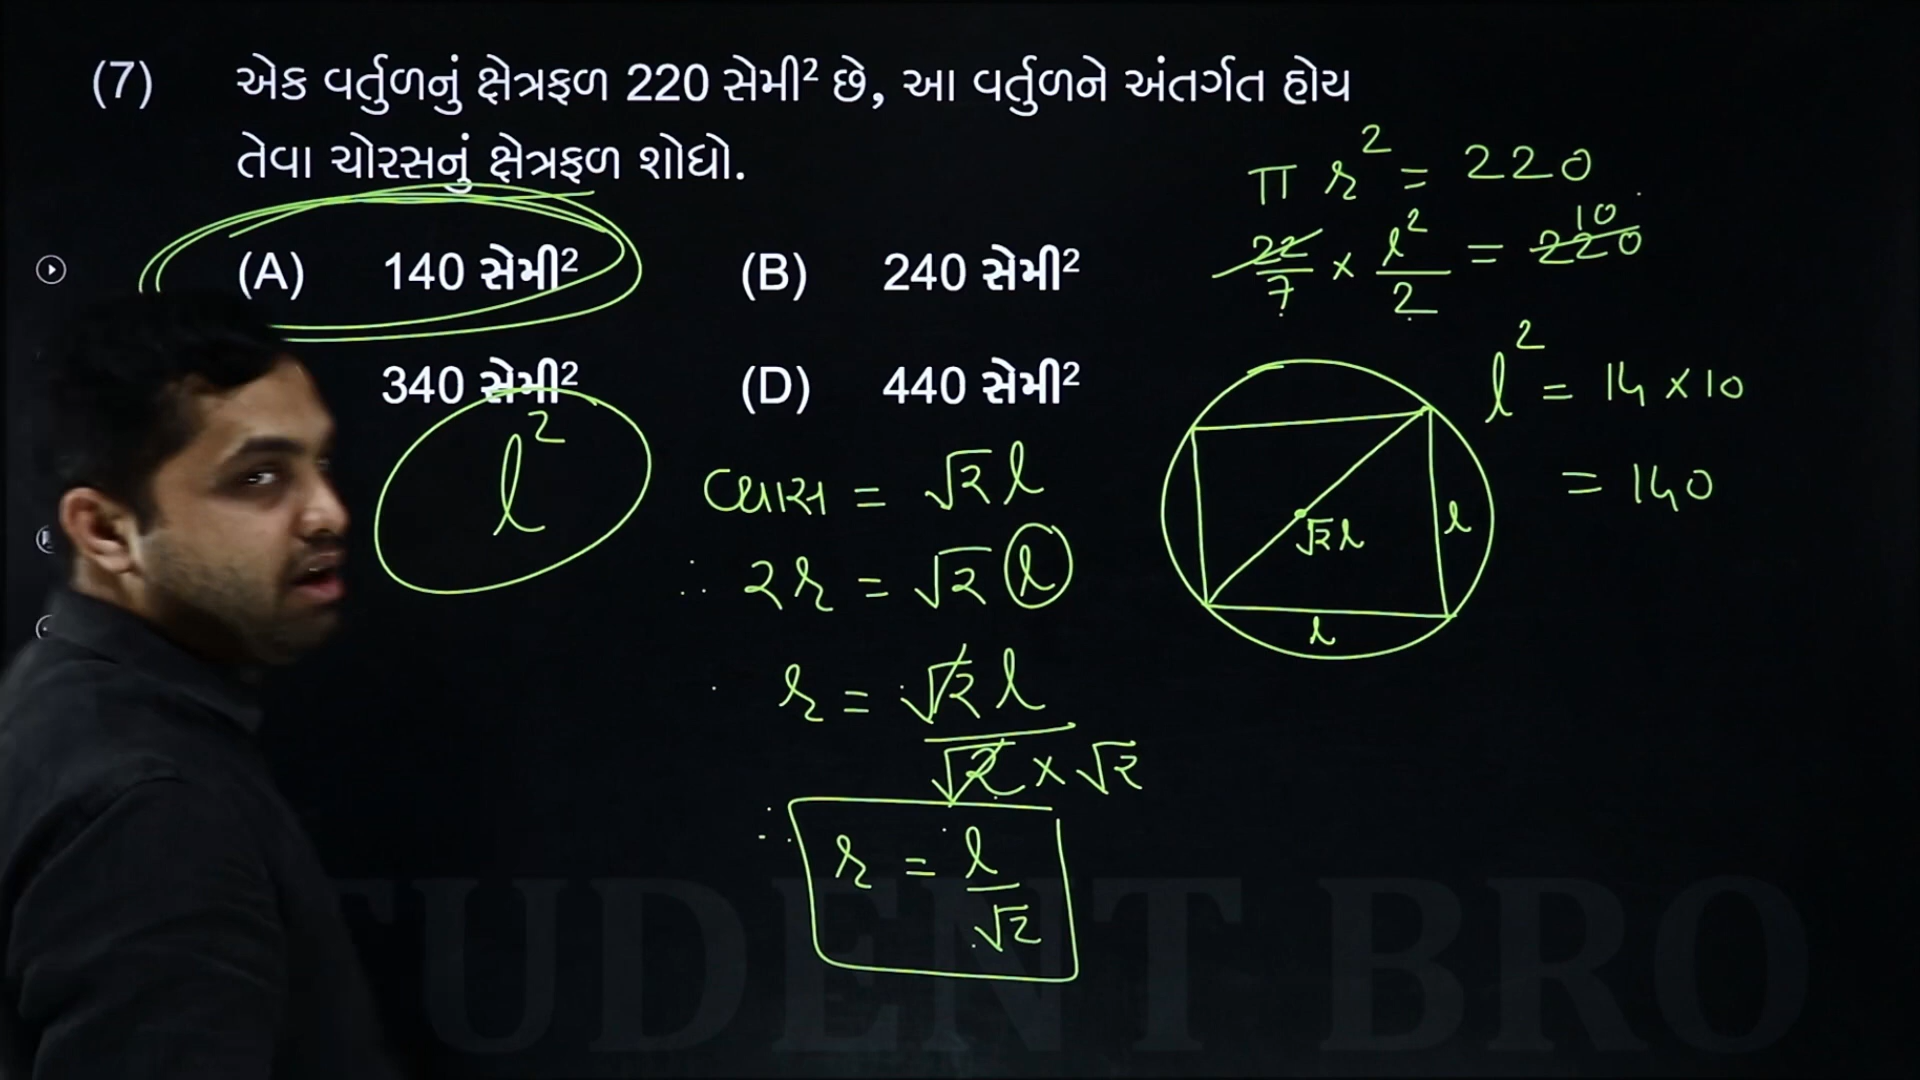 (7) એક વર્તુળનું ક્ષેત્રફળ 220 સેમી² છે, આ વર્તુળને અંતર્ગત હોય
તેવા ચોરસનું ક્ષેત્રફળ શોધો.
(A) 140 સેમી² (B) 240 સેમી²
340 સેમી² (D) 440 સેમી²
l²
વ્યાસ = √2 l
∴ 2r = √2 l
r = √2 l / √2 × √2
∴ r = l / √2
π r² = 220
22/7 × l²/2 = 220 10
l² = 14 × 10
= 140
√2 l
l
l
TUDENT BRO